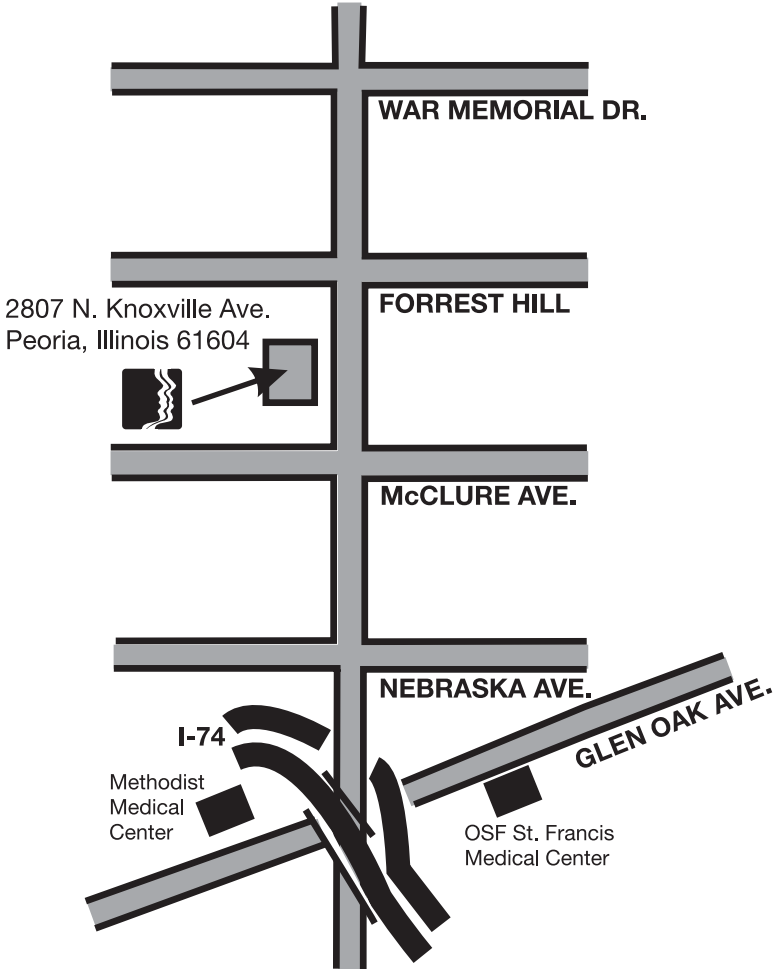 WAR MEMORIAL DR.
FORREST HILL
2807 N. Knoxville Ave.
Peoria, Illinois 61604
McCLURE AVE.
NEBRASKA AVE.
GLEN OAK AVE.
I-74
Methodist
Medical
Center
OSF St. Francis
Medical Center